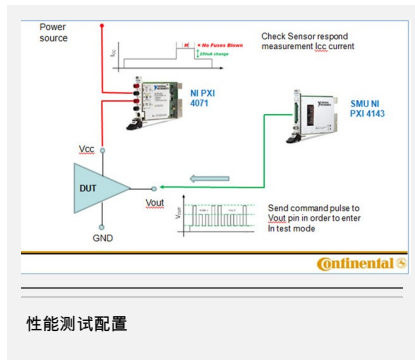 Power
source
M
* No Fuses Blown
Check Sensor respond
measurement Icc current
NI PXI
4071
SMU NI
PXI 4143
Vcc
DUT
Vout
GND
Send command pulse to
Vout pin in order to enter
In test mode
Continental
性能测试配置